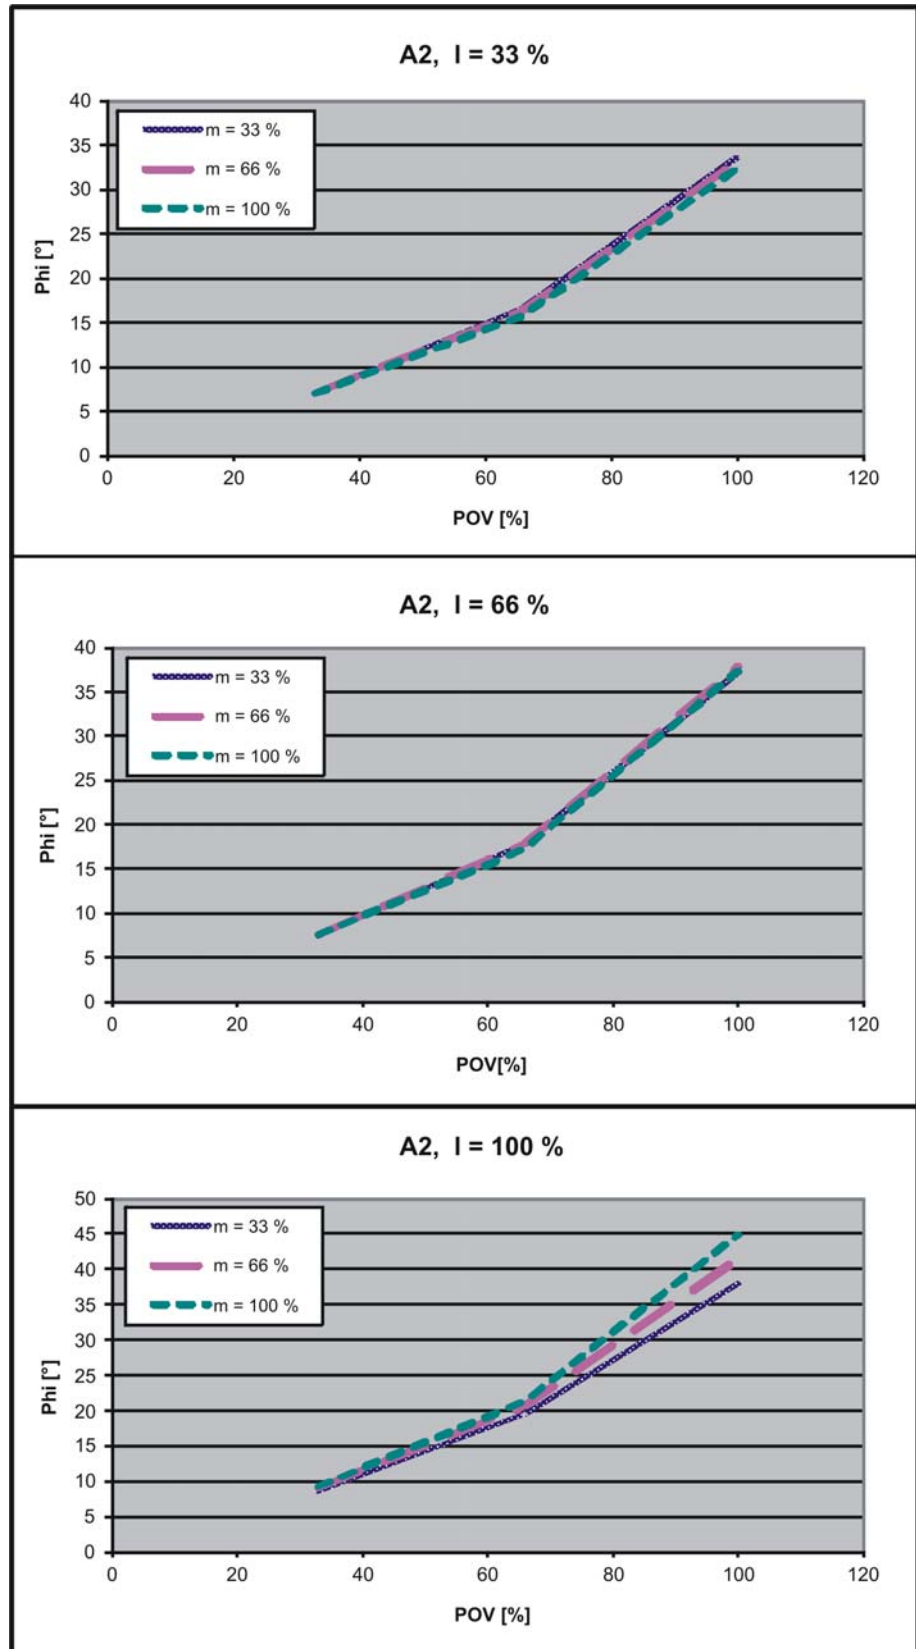 A2, l = 33 %
40
35
30
25
20
15
10
5
0
Phi [°]
m = 33 %
m = 66 %
m = 100 %
0 20 40 60 80 100 120
POV [%]
A2, l = 66 %
40
35
30
25
20
15
10
5
0
Phi [°]
m = 33 %
m = 66 %
m = 100 %
0 20 40 60 80 100 120
POV[%]
A2, l = 100 %
50
45
40
35
30
25
20
15
10
5
0
Phi [°]
m = 33 %
m = 66 %
m = 100 %
0 20 40 60 80 100 120
POV [%]